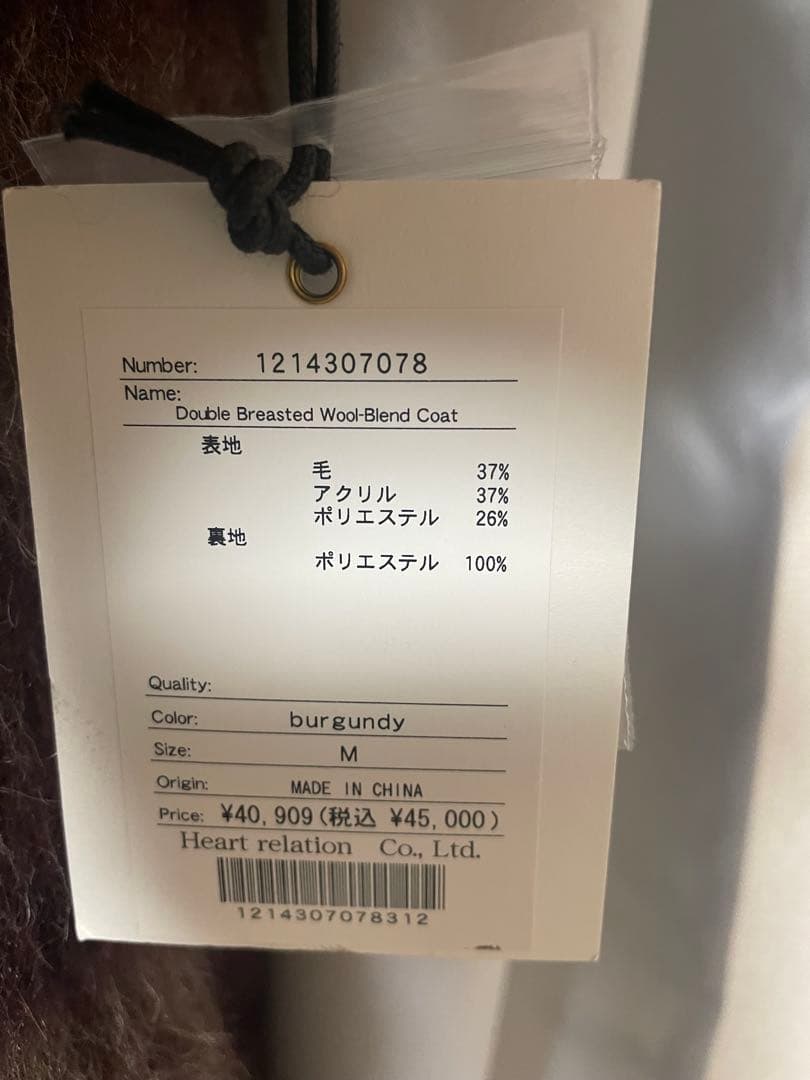 Number: 1214307078
Name:
Double Breasted Wool-Blend Coat
表地
毛 37%
アクリル 37%
ポリエステル 26%
裏地
ポリエステル 100%
Quality:
Color: burgundy
Size: M
Origin: MADE IN CHINA
Price: ¥40,909(税込 ¥45,000)
Heart relation Co., Ltd.
1214307078312